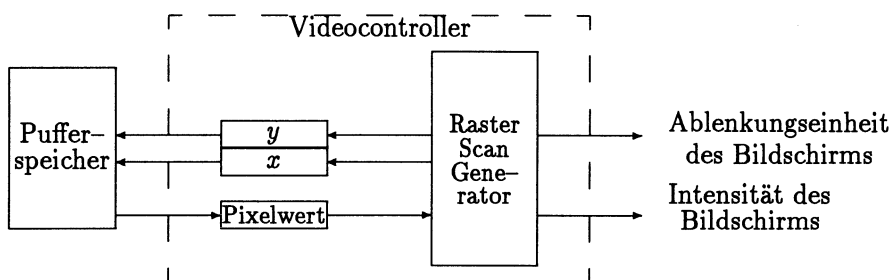 Videocontroller
Puffer–
speicher
y
x
Pixelwert
Raster
Scan
Gene–
rator
Ablenkungseinheit
des Bildschirms
Intensität des
Bildschirms